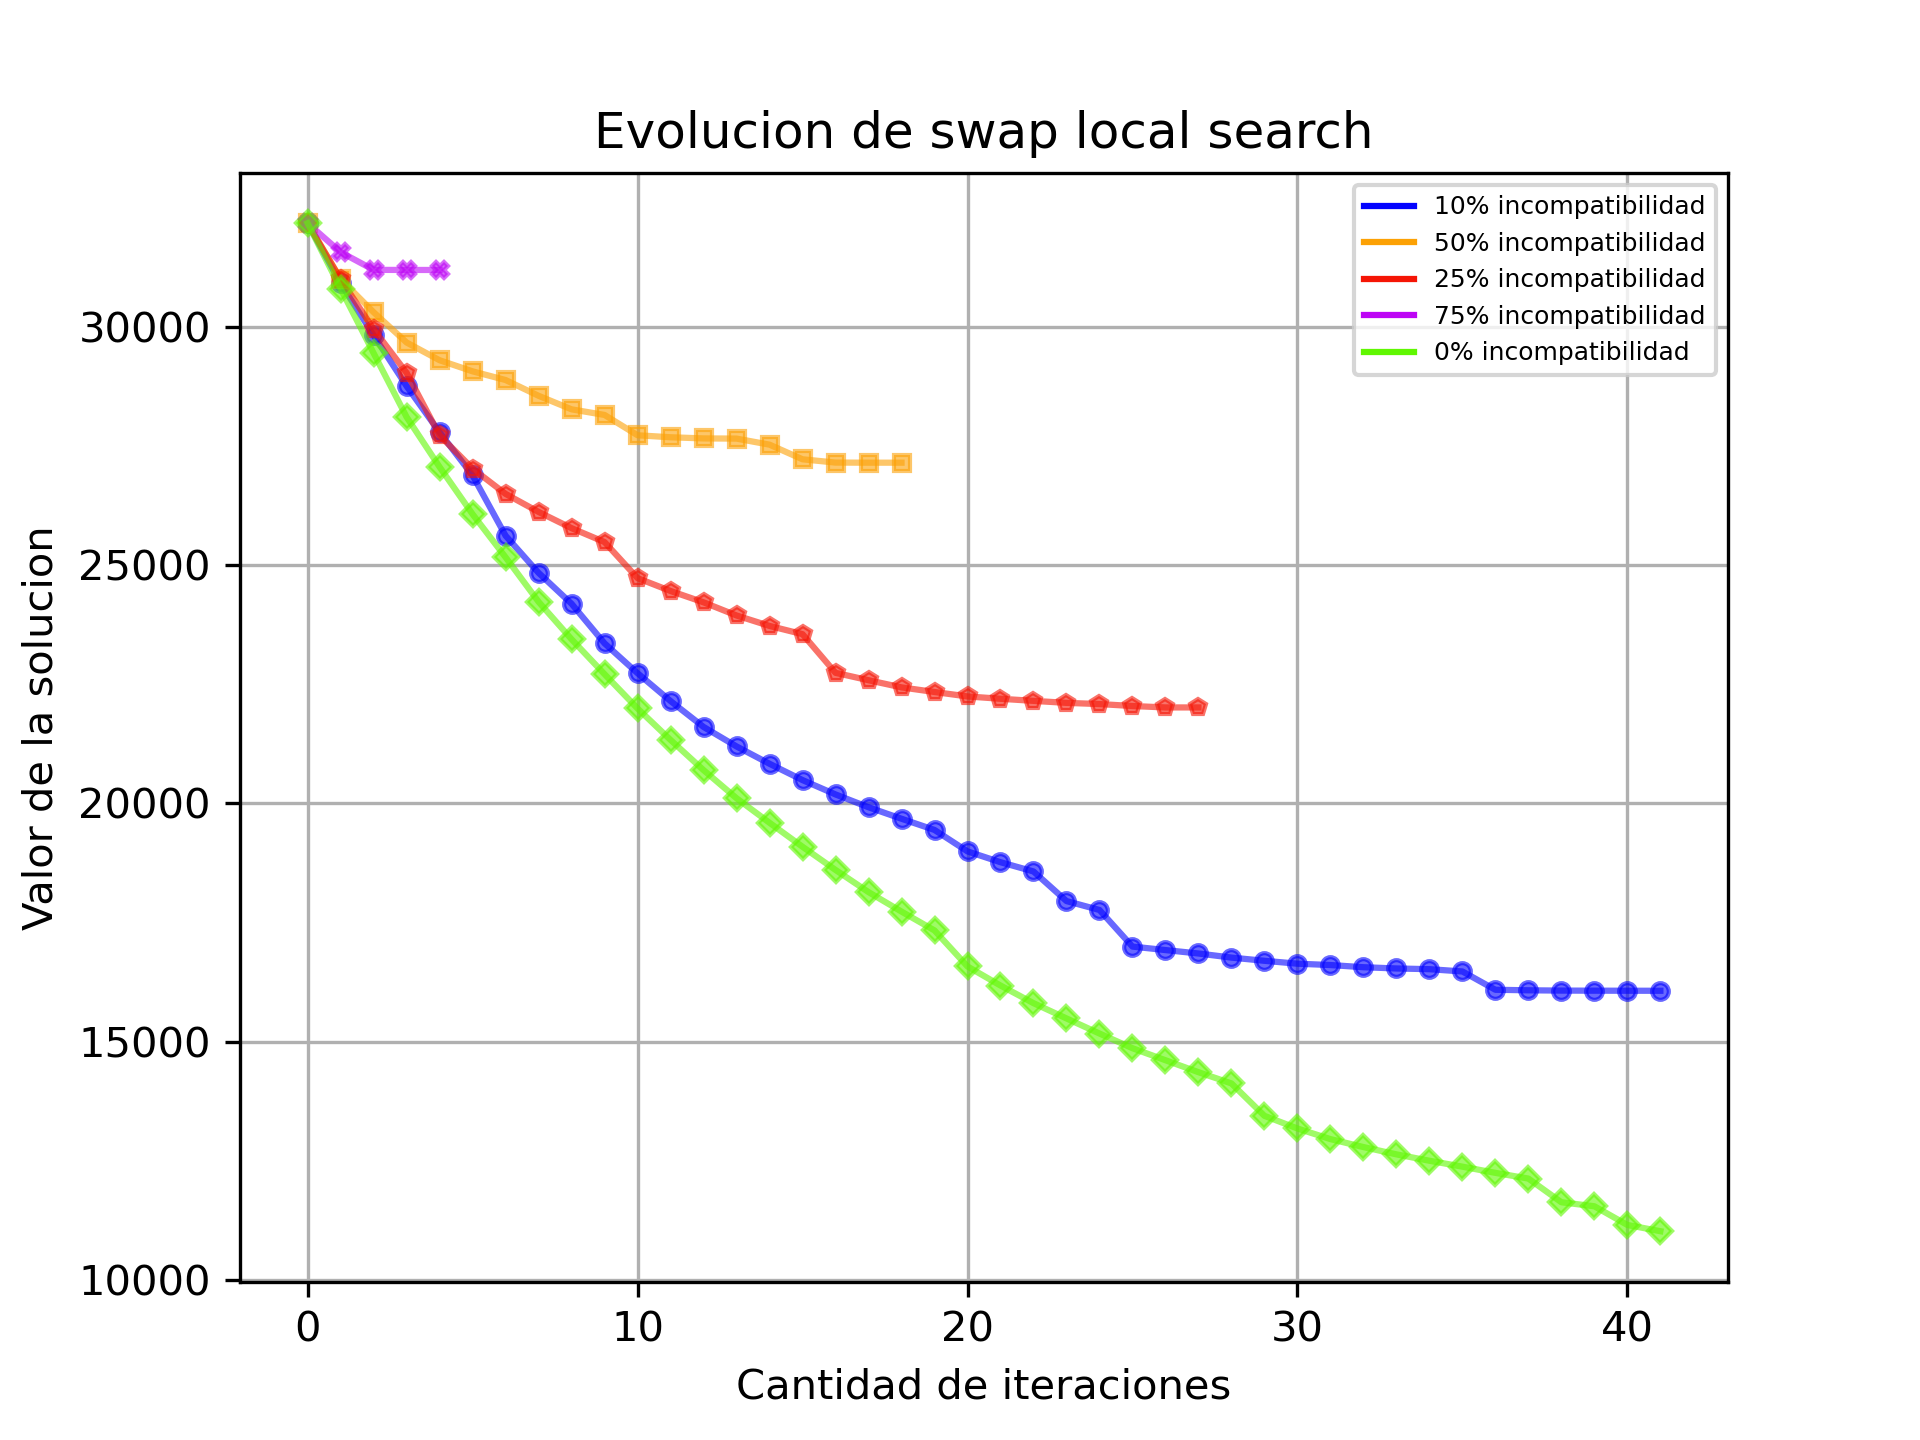 Evolucion de swap local search
10% incompatibilidad
50% incompatibilidad
25% incompatibilidad
75% incompatibilidad
0% incompatibilidad
Valor de la solucion
30000
25000
20000
15000
10000
0 10 20 30 40
Cantidad de iteraciones